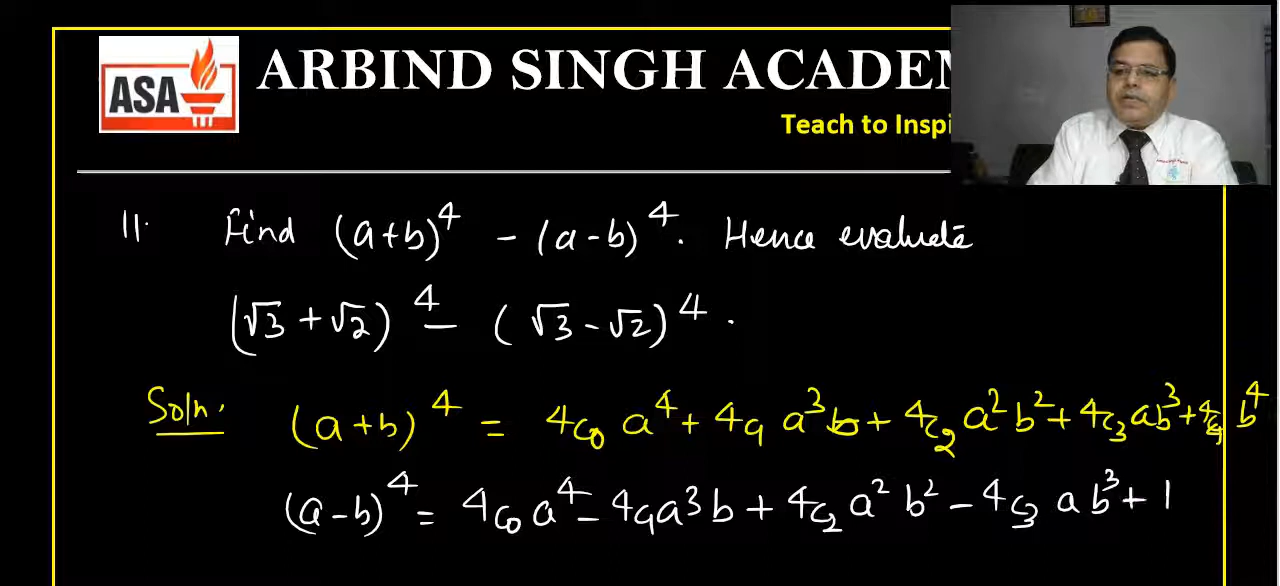 ASA
ARBIND SINGH ACADEM
Teach to Inspi
11. Find (a+b)⁴ - (a-b)⁴. Hence evaluate
(√3 + √2)⁴ - (√3 - √2)⁴.
Soln. (a+b)⁴ = 4C₀ a⁴ + 4C₁ a³b + 4C₂ a²b² + 4C₃ ab³ + 4C₄ b⁴
(a-b)⁴ = 4C₀ a⁴ - 4C₁ a³b + 4C₂ a² b² - 4C₃ ab³ + 1